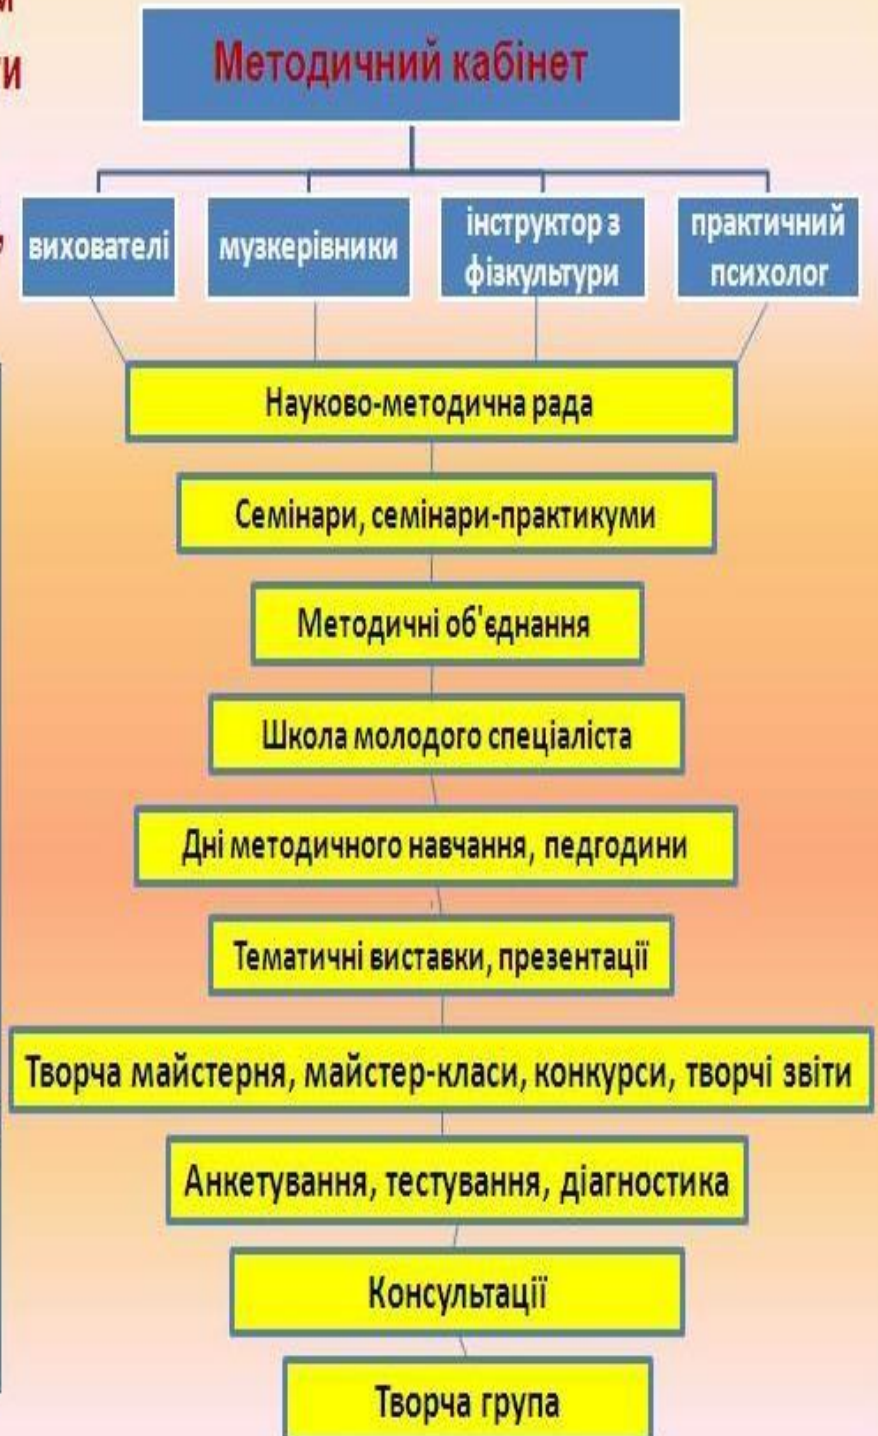 Методичний кабінет
вихователі
музкерівники
інструктор з
фізкультури
практичний
психолог
Науково-методична рада
Семінари, семінари-практикуми
Методичні об'єднання
Школа молодого спеціаліста
Дні методичного навчання, педгодини
Тематичні виставки, презентації
Творча майстерня, майстер-класи, конкурси, творчі звіти
Анкетування, тестування, діагностика
Консультації
Творча група